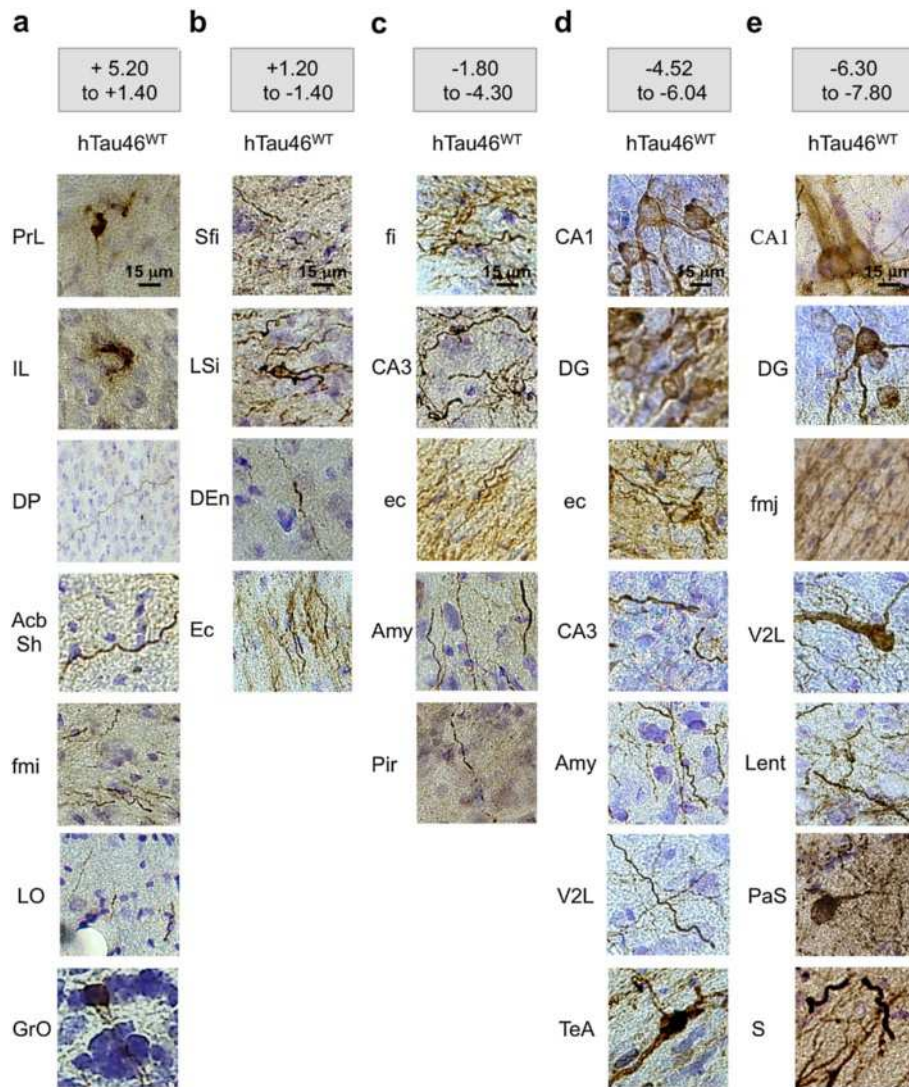 a
b
c
d
e
+ 5.20
to +1.40
+1.20
to -1.40
-1.80
to -4.30
-4.52
to -6.04
-6.30
to -7.80
hTau46WT
hTau46WT
hTau46WT
hTau46WT
hTau46WT
PrL
15 µm
Sfi
15 µm
fi
15 µm
CA1
15 µm
CA1
15 µm
IL
LSi
CA3
DG
DG
DP
DEn
ec
ec
fmj
Acb
Sh
Ec
Amy
CA3
V2L
fmi
Pir
Amy
Lent
LO
V2L
PaS
GrO
TeA
S